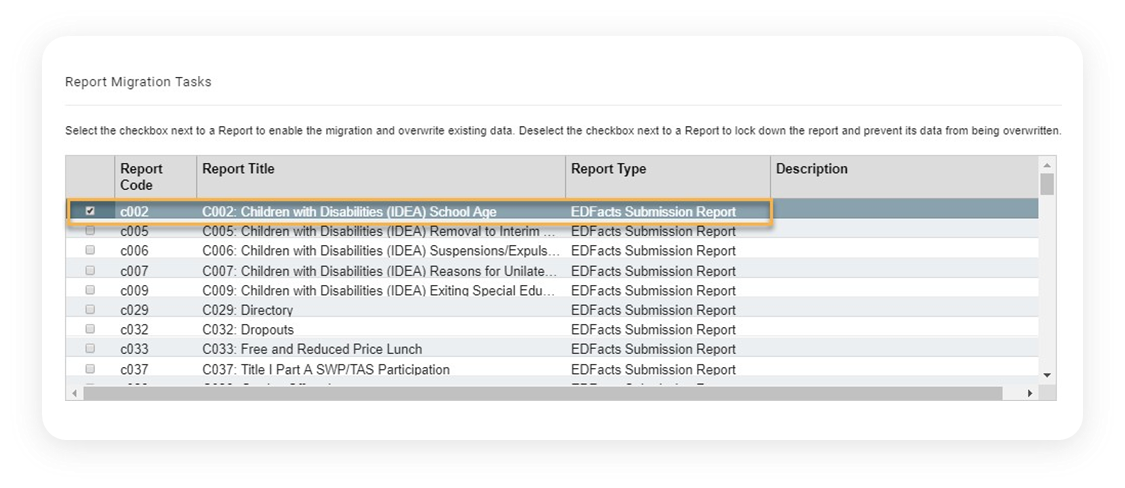 Report Migration Tasks
Select the checkbox next to a Report to enable the migration and overwrite existing data. Deselect the checkbox next to a Report to lock down the report and prevent its data from being overwritten.
Report Code Report Title Report Type Description
c002 C002: Children with Disabilities (IDEA) School Age EDFacts Submission Report
c005 C005: Children with Disabilities (IDEA) Removal to Interim ... EDFacts Submission Report
c006 C006: Children with Disabilities (IDEA) Suspensions/Expuls... EDFacts Submission Report
c007 C007: Children with Disabilities (IDEA) Reasons for Unilate... EDFacts Submission Report
c009 C009: Children with Disabilities (IDEA) Exiting Special Edu... EDFacts Submission Report
c029 C029: Directory EDFacts Submission Report
c032 C032: Dropouts EDFacts Submission Report
c033 C033: Free and Reduced Price Lunch EDFacts Submission Report
c037 C037: Title I Part A SWP/TAS Participation EDFacts Submission Report